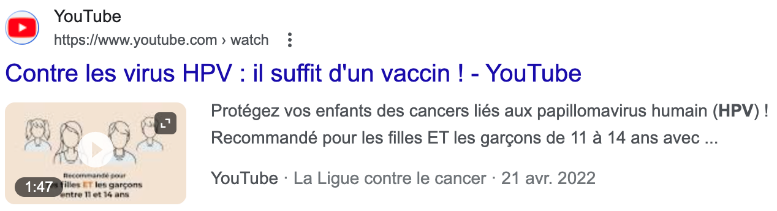 YouTube
https://www.youtube.com › watch
Contre les virus HPV : il suffit d'un vaccin ! - YouTube
Protégez vos enfants des cancers liés aux papillomavirus humain (HPV) !
Recommandé pour les filles ET les garçons de 11 à 14 ans avec ...
YouTube · La Ligue contre le cancer · 21 avr. 2022
Recommandé pour
les filles ET les garçons
entre 11 et 14 ans
1:47